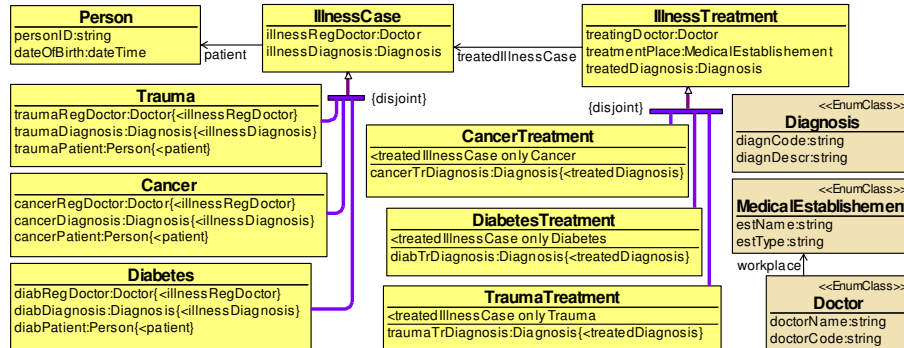 Person
personID:string
dateOfBirth:dateTime
patient
IllnessCase
illnessRegDoctor:Doctor
illnessDiagnosis:Diagnosis
treatedIllnessCase
IllnessTreatment
treatingDoctor:Doctor
treatmentPlace:MedicalEstablishement
treatedDiagnosis:Diagnosis
{disjoint}
{disjoint}
Trauma
traumaRegDoctor:Doctor{<illnessRegDoctor}
traumaDiagnosis:Diagnosis{<illnessDiagnosis}
traumaPatient:Person{<patient}
Cancer
cancerRegDoctor:Doctor{<illnessRegDoctor}
cancerDiagnosis:Diagnosis{<illnessDiagnosis}
cancerPatient:Person{<patient}
Diabetes
diabRegDoctor:Doctor{<illnessRegDoctor}
diabDiagnosis:Diagnosis{<illnessDiagnosis}
diabPatient:Person{<patient}
CancerTreatment
<treatedIllnessCase only Cancer
cancerTrDiagnosis:Diagnosis{<treatedDiagnosis}
DiabetesTreatment
<treatedIllnessCase only Diabetes
diabTrDiagnosis:Diagnosis{<treatedDiagnosis}
TraumaTreatment
<treatedIllnessCase only Trauma
traumaTrDiagnosis:Diagnosis{<treatedDiagnosis}
<<EnumClass>>
Diagnosis
diagnCode:string
diagnDescr:string
<<EnumClass>>
MedicalEstablishement
estName:string
estType:string
workplace
<<EnumClass>>
Doctor
doctorName:string
doctorCode:string